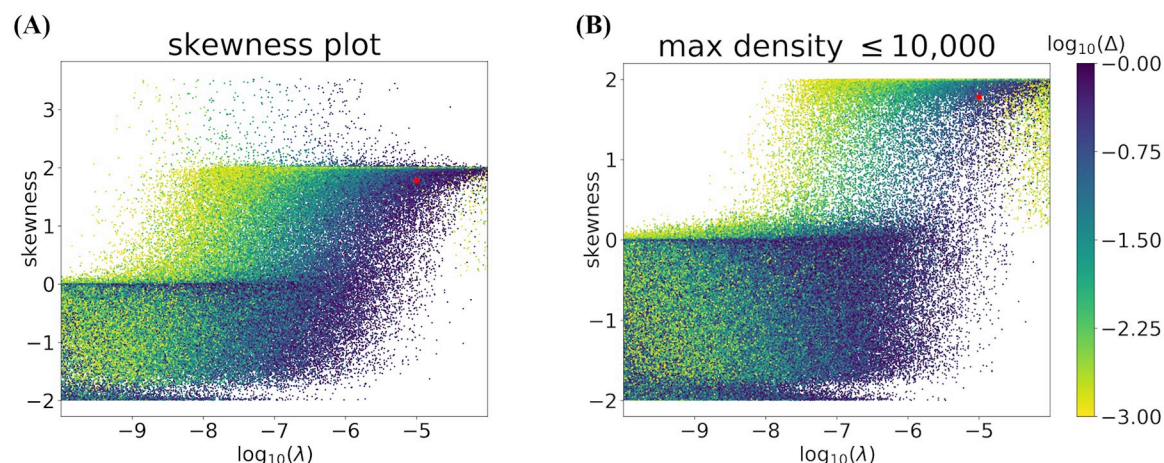 (A)
skewness plot
skewness
3
2
1
0
−1
−2
−9
−8
−7
−6
−5
log₁₀(λ)
(B)
max density ≤ 10,000
skewness
2
1
0
−1
−2
−9
−8
−7
−6
−5
log₁₀(λ)
log₁₀(Δ)
−0.00
−0.75
−1.50
−2.25
−3.00